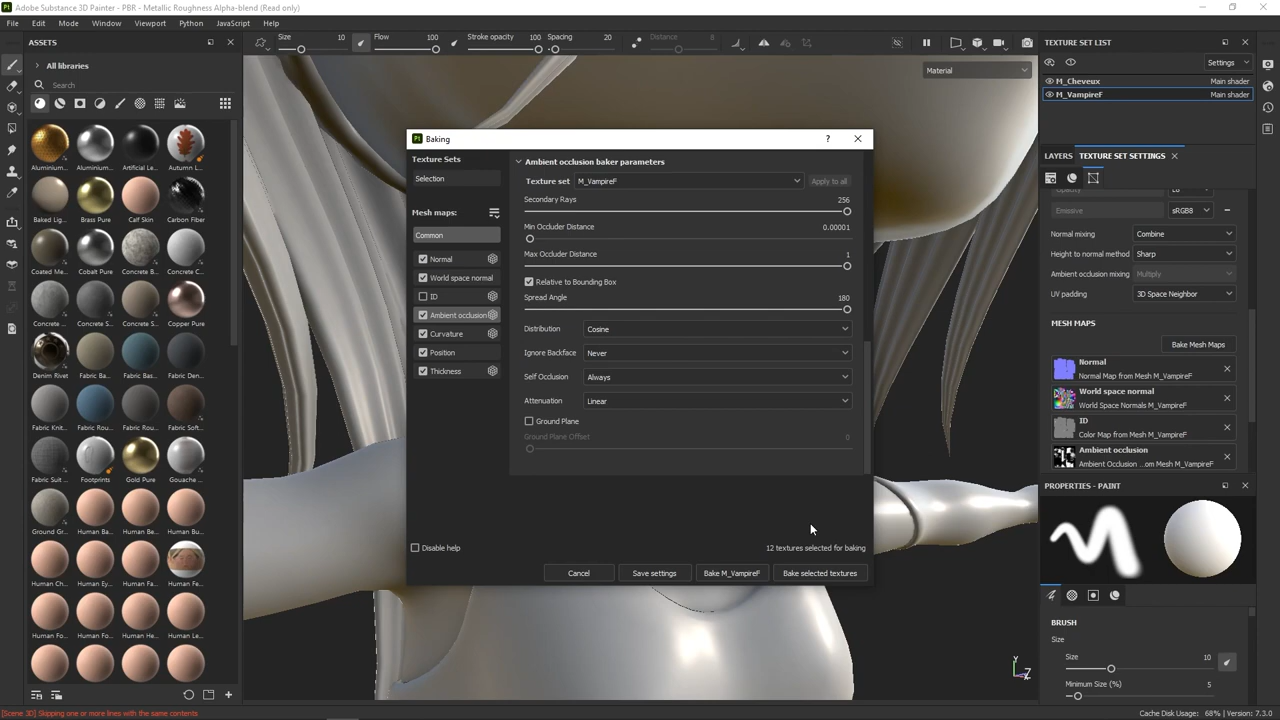 Pt Adobe Substance 3D Painter - PBR - Metallic Roughness Alpha-blend (Read only)
File Edit Mode Window Viewport Python JavaScript Help
ASSETS
All libraries
Search
Aluminium...
Aluminium...
Artificial Le...
Autumn L...
Baked Lig...
Brass Pure
Calf Skin
Carbon Fiber
Coated Me...
Cobalt Pure
Concrete B...
Concrete C...
Concrete ...
Concrete S...
Concrete S...
Copper Pure
Denim Rivet
Fabric Bam...
Fabric Bas...
Fabric Den...
Fabric Knit...
Fabric Rou...
Fabric Rou...
Fabric Soft...
Fabric Suit ...
Footprints
Gold Pure
Gouache ...
Ground Gr...
Human Ba...
Human Be...
Human Bu...
Human Ch...
Human Ey...
Human Fa...
Human Fe...
Human Fo...
Human Fo...
Human He...
Human Le...
Size 10
Flow 100
Stroke opacity 100
Spacing 20
Distance 8
Material
Pt Baking
?
Texture Sets
Selection
Mesh maps:
Common
Normal
World space normal
ID
Ambient occlusion
Curvature
Position
Thickness
Ambient occlusion baker parameters
Texture set M_VampireF Apply to all
Secondary Rays 256
Min Occluder Distance 0.00001
Max Occluder Distance 1
Relative to Bounding Box
Spread Angle 180
Distribution Cosine
Ignore Backface Never
Self Occlusion Always
Attenuation Linear
Ground Plane
Ground Plane Offset 0
Disable help
12 textures selected for baking
Cancel Save settings Bake M_VampireF Bake selected textures
Y
Z
TEXTURE SET LIST
Settings
M_Cheveux Main shader
M_VampireF Main shader
LAYERS TEXTURE SET SETTINGS
Emissive sRGB8
Normal mixing Combine
Height to normal method Sharp
Ambient occlusion mixing Multiply
UV padding 3D Space Neighbor
MESH MAPS
Bake Mesh Maps
Normal
Normal Map from Mesh M_VampireF
World space normal
World Space Normals M_VampireF
ID
Color Map from Mesh M_VampireF
Ambient occlusion
Ambient Occlusion ...om Mesh M_VampireF
PROPERTIES - PAINT
BRUSH
Size
Size 10
Minimum Size (%) 5
[Scene 3D] Skipping one or more lines with the same contents
Cache Disk Usage: 68% | Version: 7.3.0